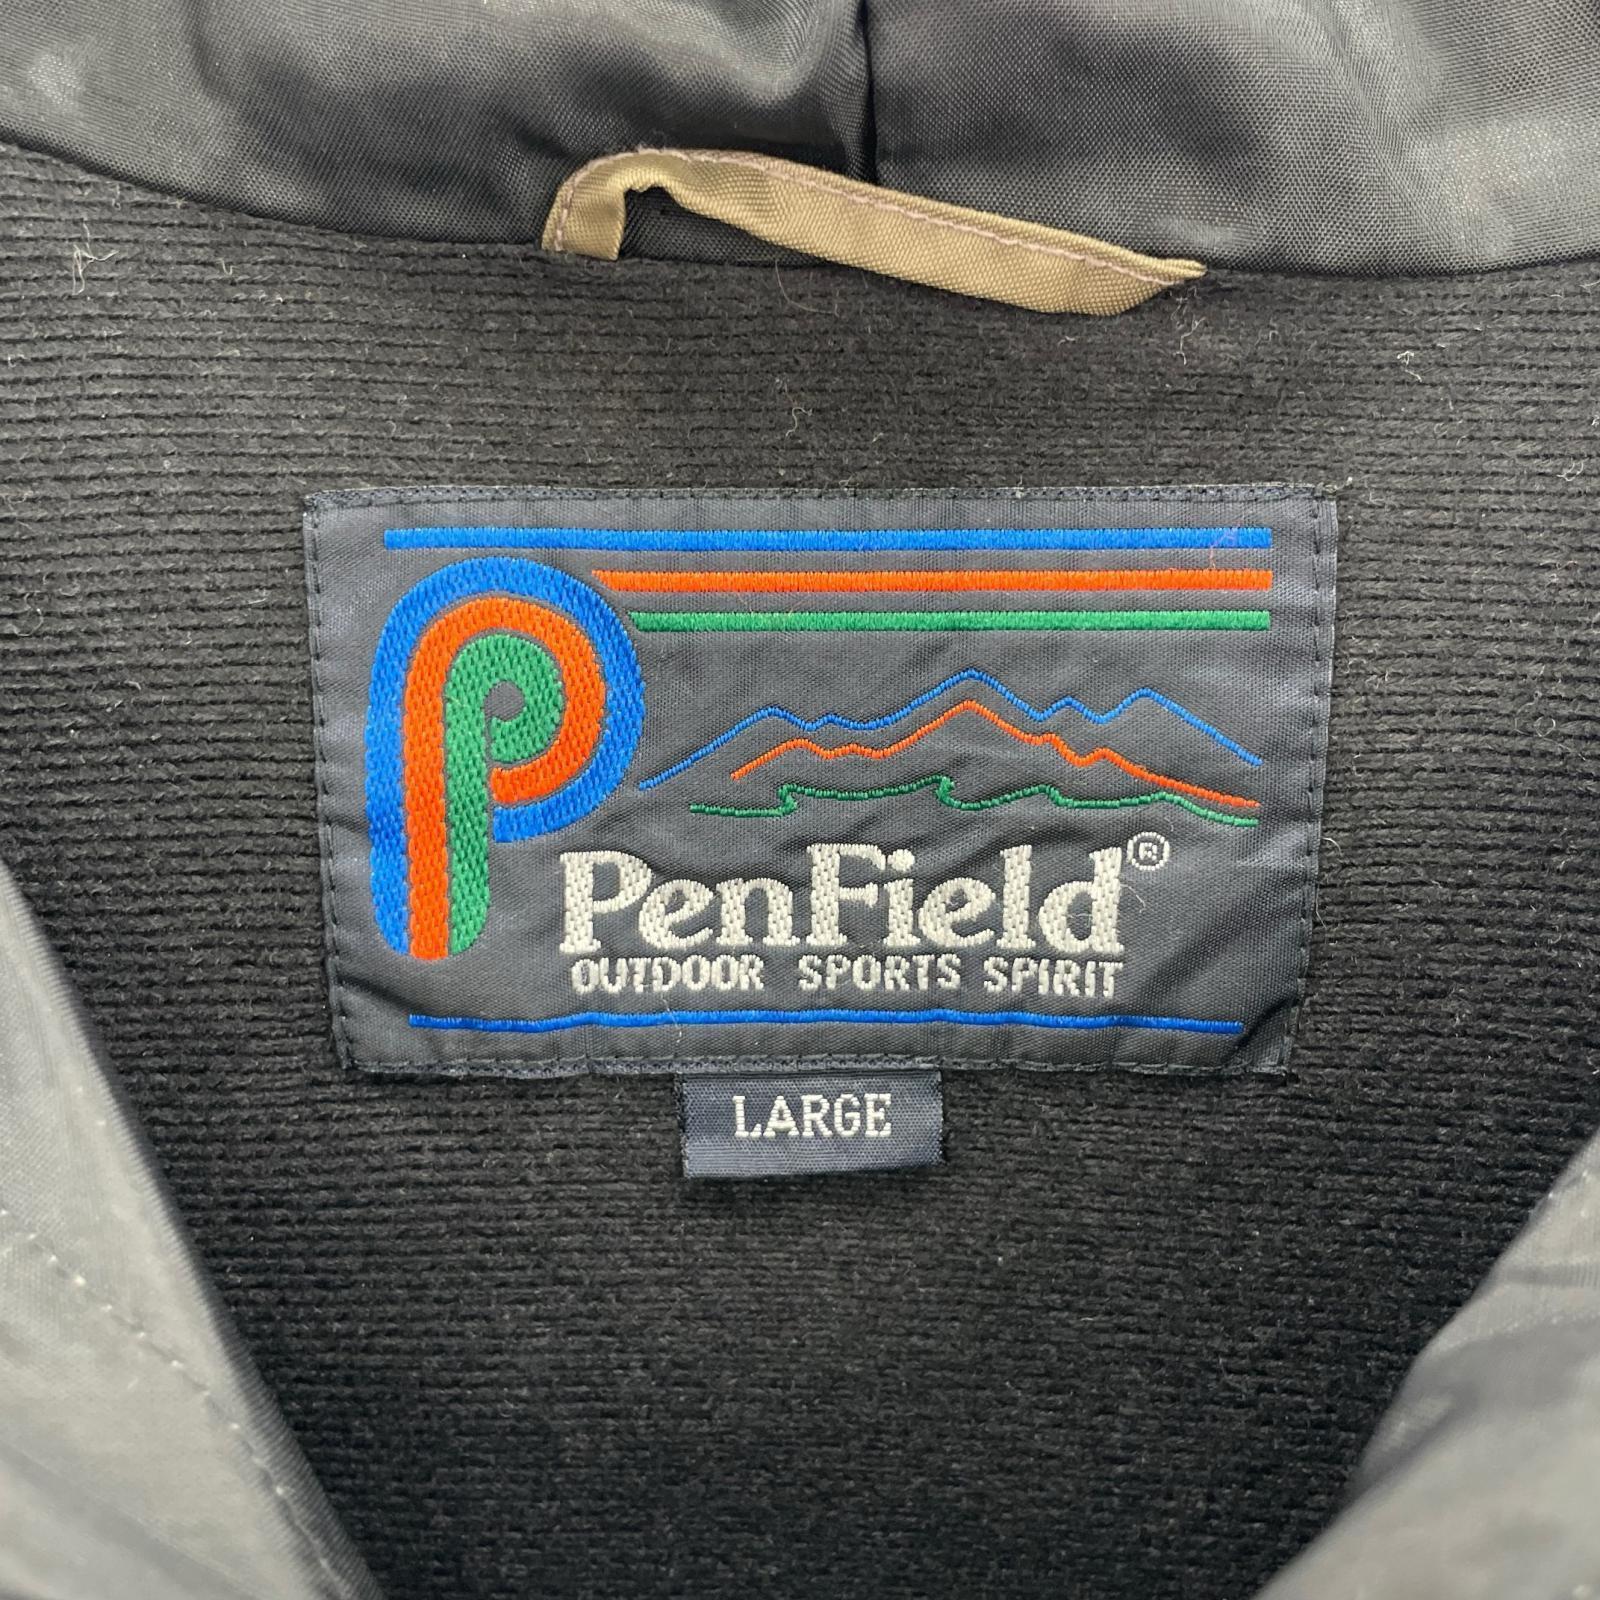 PenField®
OUTDOOR SPORTS SPIRIT
LARGE